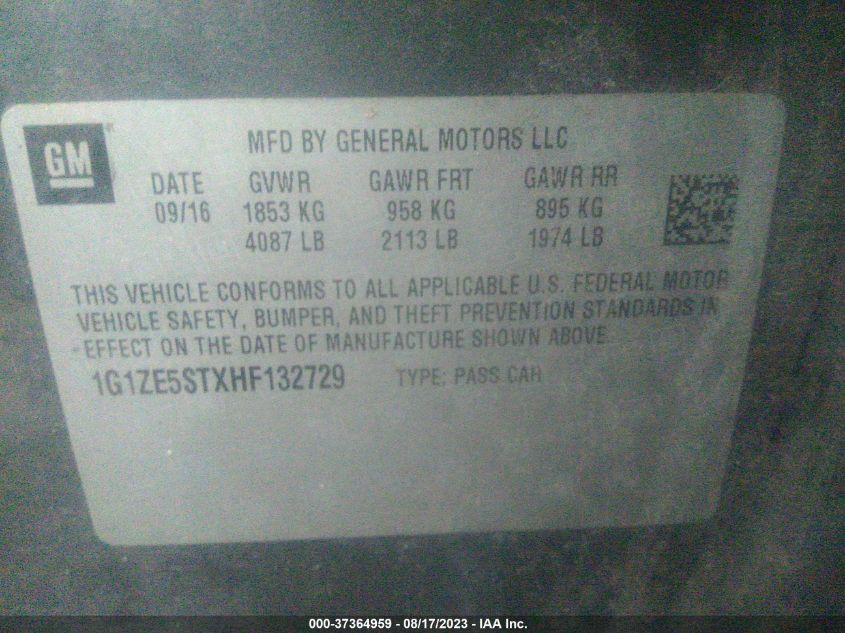 GM
MFD BY GENERAL MOTORS LLC
DATE GVWR GAWR FRT GAWR RR
09/16 1853 KG 958 KG 895 KG
4087 LB 2113 LB 1974 LB
THIS VEHICLE CONFORMS TO ALL APPLICABLE U.S. FEDERAL MOTOR
VEHICLE SAFETY, BUMPER, AND THEFT PREVENTION STANDARDS IN
EFFECT ON THE DATE OF MANUFACTURE SHOWN ABOVE.
1G1ZE5STXHF132729 TYPE: PASS CAR
000-37364959 - 08/17/2023 - IAA Inc.